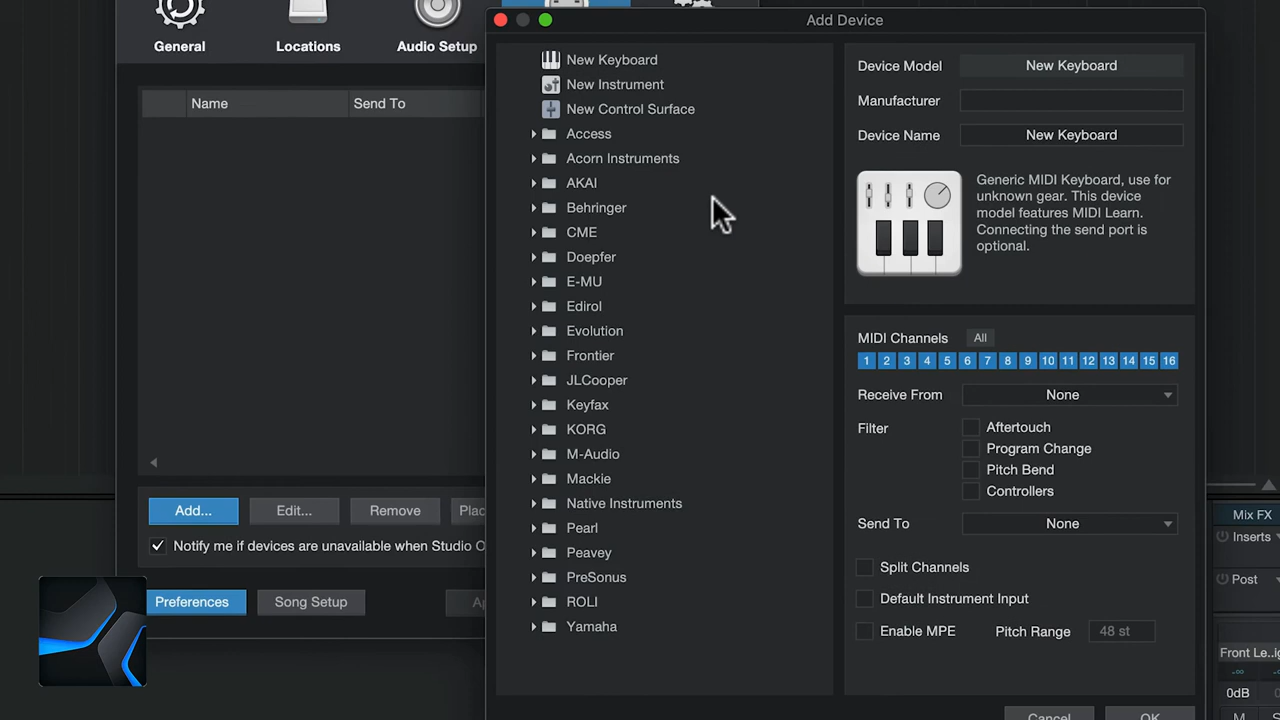 Add Device
General
Locations
Audio Setup
Name
Send To
Add...
Edit...
Remove
Notify me if devices are unavailable when Studio
Preferences
Song Setup
New Keyboard
New Instrument
New Control Surface
Access
Acorn Instruments
AKAI
Behringer
CME
Doepfer
E-MU
Edirol
Evolution
Frontier
JLCooper
Keyfax
KORG
M-Audio
Mackie
Native Instruments
Pearl
Peavey
PreSonus
ROLI
Yamaha
Device Model New Keyboard
Manufacturer
Device Name New Keyboard
Generic MIDI Keyboard, use for
unknown gear. This device
model features MIDI Learn.
Connecting the send port is
optional.
MIDI Channels All
1 2 3 4 5 6 7 8 9 10 11 12 13 14 15 16
Receive From None
Filter Aftertouch
Program Change
Pitch Bend
Controllers
Send To None
Split Channels
Default Instrument Input
Enable MPE Pitch Range 48 st
Cancel OK
Mix FX
Inserts
Post
Front Le..ig
0dB
M